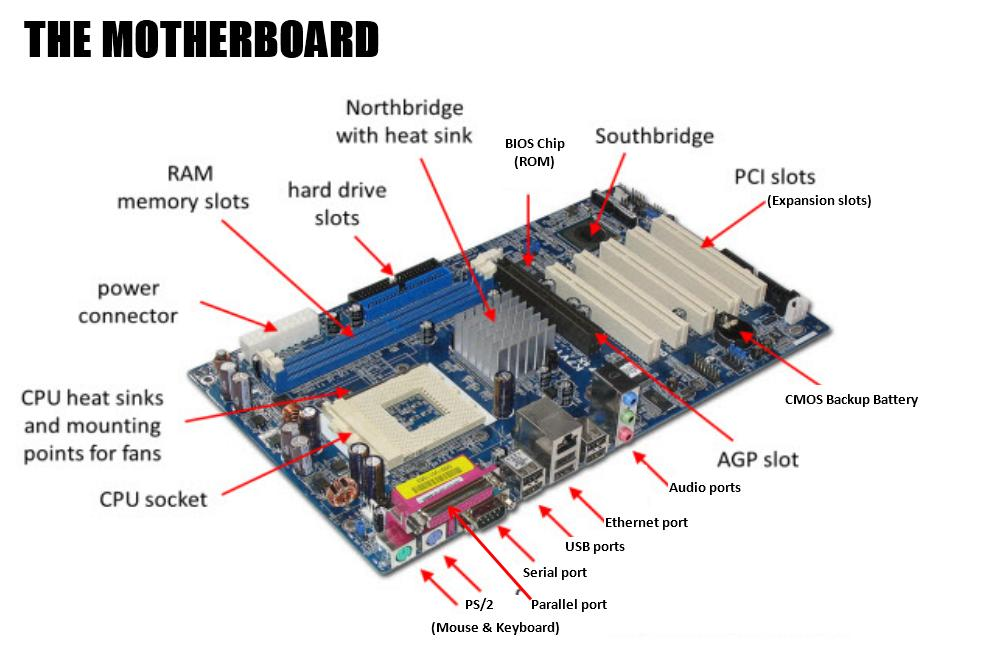 THE MOTHERBOARD
Northbridge
with heat sink
BIOS Chip
(ROM)
Southbridge
RAM
memory slots
hard drive
slots
PCI slots
(Expansion slots)
power
connector
CPU heat sinks
and mounting
points for fans
CMOS Backup Battery
AGP slot
CPU socket
Audio ports
Ethernet port
USB ports
Serial port
PS/2
Parallel port
(Mouse & Keyboard)